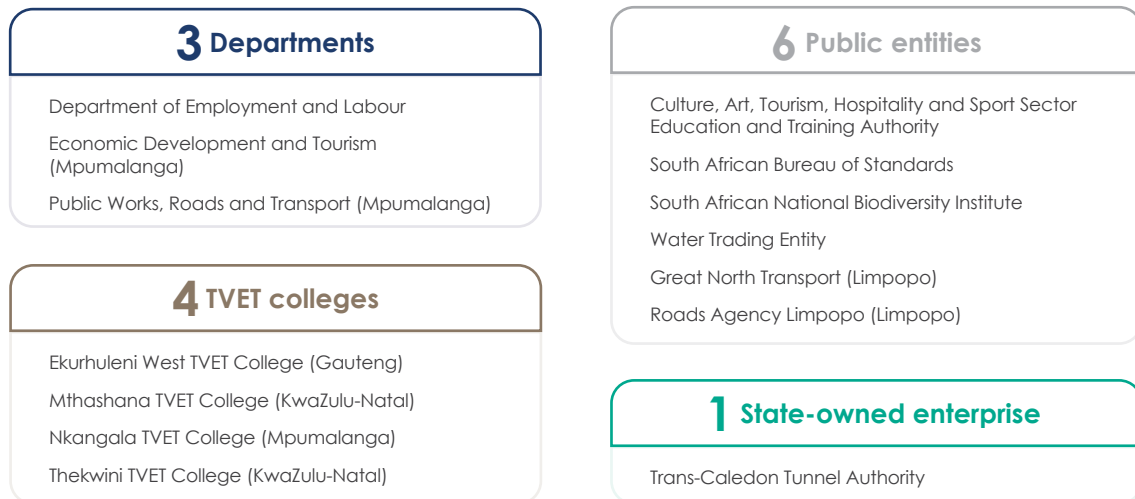 3 Departments
Department of Employment and Labour
Economic Development and Tourism
(Mpumalanga)
Public Works, Roads and Transport (Mpumalanga)
4 TVET colleges
Ekurhuleni West TVET College (Gauteng)
Mthashana TVET College (KwaZulu-Natal)
Nkangala TVET College (Mpumalanga)
Thekwini TVET College (KwaZulu-Natal)
6 Public entities
Culture, Art, Tourism, Hospitality and Sport Sector
Education and Training Authority
South African Bureau of Standards
South African National Biodiversity Institute
Water Trading Entity
Great North Transport (Limpopo)
Roads Agency Limpopo (Limpopo)
1 State-owned enterprise
Trans-Caledon Tunnel Authority